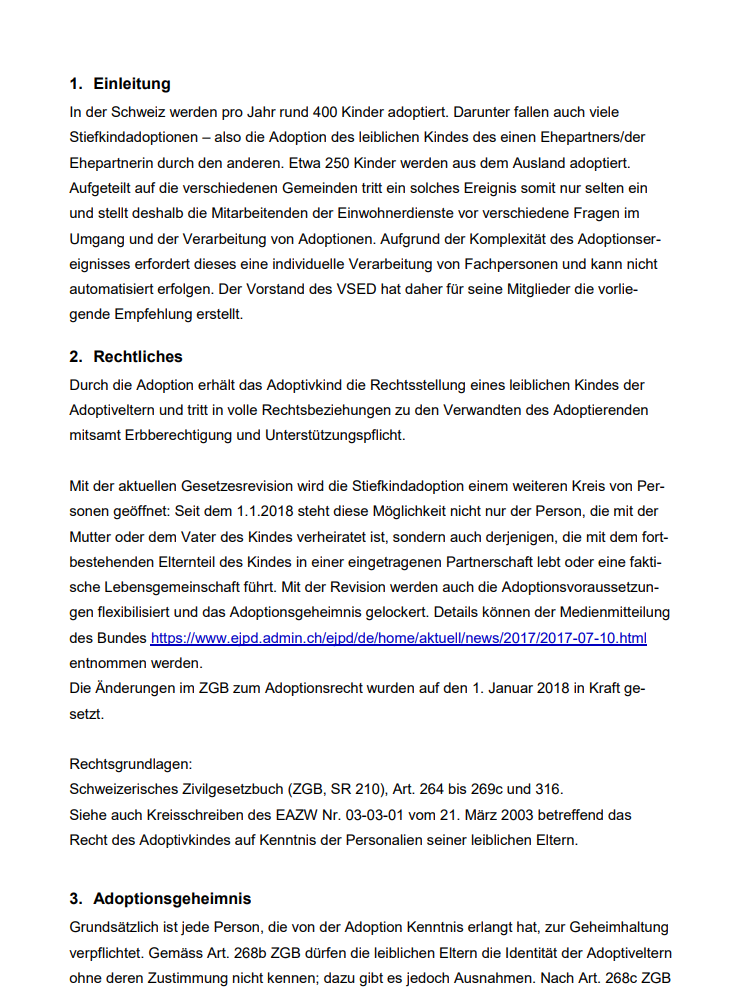 1. Einleitung
In der Schweiz werden pro Jahr rund 400 Kinder adoptiert. Darunter fallen auch viele
Stiefkindadoptionen – also die Adoption des leiblichen Kindes des einen Ehepartners/der
Ehepartnerin durch den anderen. Etwa 250 Kinder werden aus dem Ausland adoptiert.
Aufgeteilt auf die verschiedenen Gemeinden tritt ein solches Ereignis somit nur selten ein
und stellt deshalb die Mitarbeitenden der Einwohnerdienste vor verschiedene Fragen im
Umgang und der Verarbeitung von Adoptionen. Aufgrund der Komplexität des Adoptionser-
eignisses erfordert dieses eine individuelle Verarbeitung von Fachpersonen und kann nicht
automatisiert erfolgen. Der Vorstand des VSED hat daher für seine Mitglieder die vorlie-
gende Empfehlung erstellt.
2. Rechtliches
Durch die Adoption erhält das Adoptivkind die Rechtsstellung eines leiblichen Kindes der
Adoptiveltern und tritt in volle Rechtsbeziehungen zu den Verwandten des Adoptierenden
mitsamt Erbberechtigung und Unterstützungspflicht.
Mit der aktuellen Gesetzesrevision wird die Stiefkindadoption einem weiteren Kreis von Per-
sonen geöffnet: Seit dem 1.1.2018 steht diese Möglichkeit nicht nur der Person, die mit der
Mutter oder dem Vater des Kindes verheiratet ist, sondern auch derjenigen, die mit dem fort-
bestehenden Elternteil des Kindes in einer eingetragenen Partnerschaft lebt oder eine fakti-
sche Lebensgemeinschaft führt. Mit der Revision werden auch die Adoptionsvoraussetzun-
gen flexibilisiert und das Adoptionsgeheimnis gelockert. Details können der Medienmitteilung
des Bundes https://www.ejpd.admin.ch/ejpd/de/home/aktuell/news/2017/2017-07-10.html
entnommen werden.
Die Änderungen im ZGB zum Adoptionsrecht wurden auf den 1. Januar 2018 in Kraft ge-
setzt.
Rechtsgrundlagen:
Schweizerisches Zivilgesetzbuch (ZGB, SR 210), Art. 264 bis 269c und 316.
Siehe auch Kreisschreiben des EAZW Nr. 03-03-01 vom 21. März 2003 betreffend das
Recht des Adoptivkindes auf Kenntnis der Personalien seiner leiblichen Eltern.
3. Adoptionsgeheimnis
Grundsätzlich ist jede Person, die von der Adoption Kenntnis erlangt hat, zur Geheimhaltung
verpflichtet. Gemäss Art. 268b ZGB dürfen die leiblichen Eltern die Identität der Adoptiveltern
ohne deren Zustimmung nicht kennen; dazu gibt es jedoch Ausnahmen. Nach Art. 268c ZGB